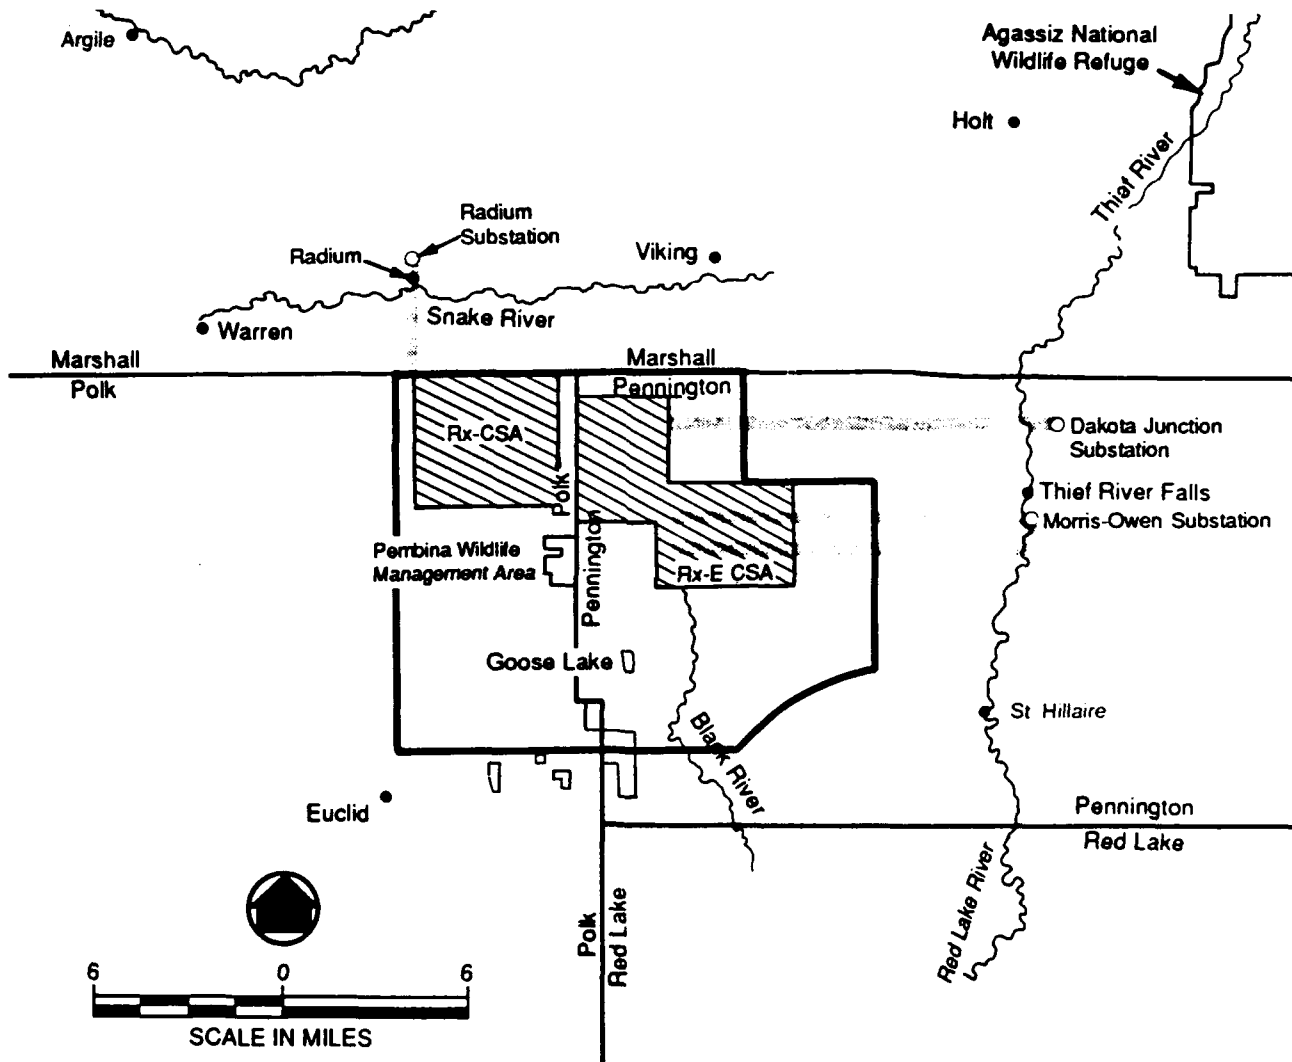 Argile
Agassiz National
Wildlife Refuge
Holt
Thief River
Radium
Substation
Radium
Viking
Warren
Snake River
Marshall
Polk
Marshall
Pennington
Rx-CSA
Polk
Dakota Junction
Substation
Thief River Falls
Morris-Owen Substation
Pembina Wildlife
Management Area
Pennington
Rx-E CSA
Goose Lake
Black River
St Hillaire
Euclid
Pennington
Red Lake
Polk
Red Lake
Red Lake River
6 0 6
SCALE IN MILES